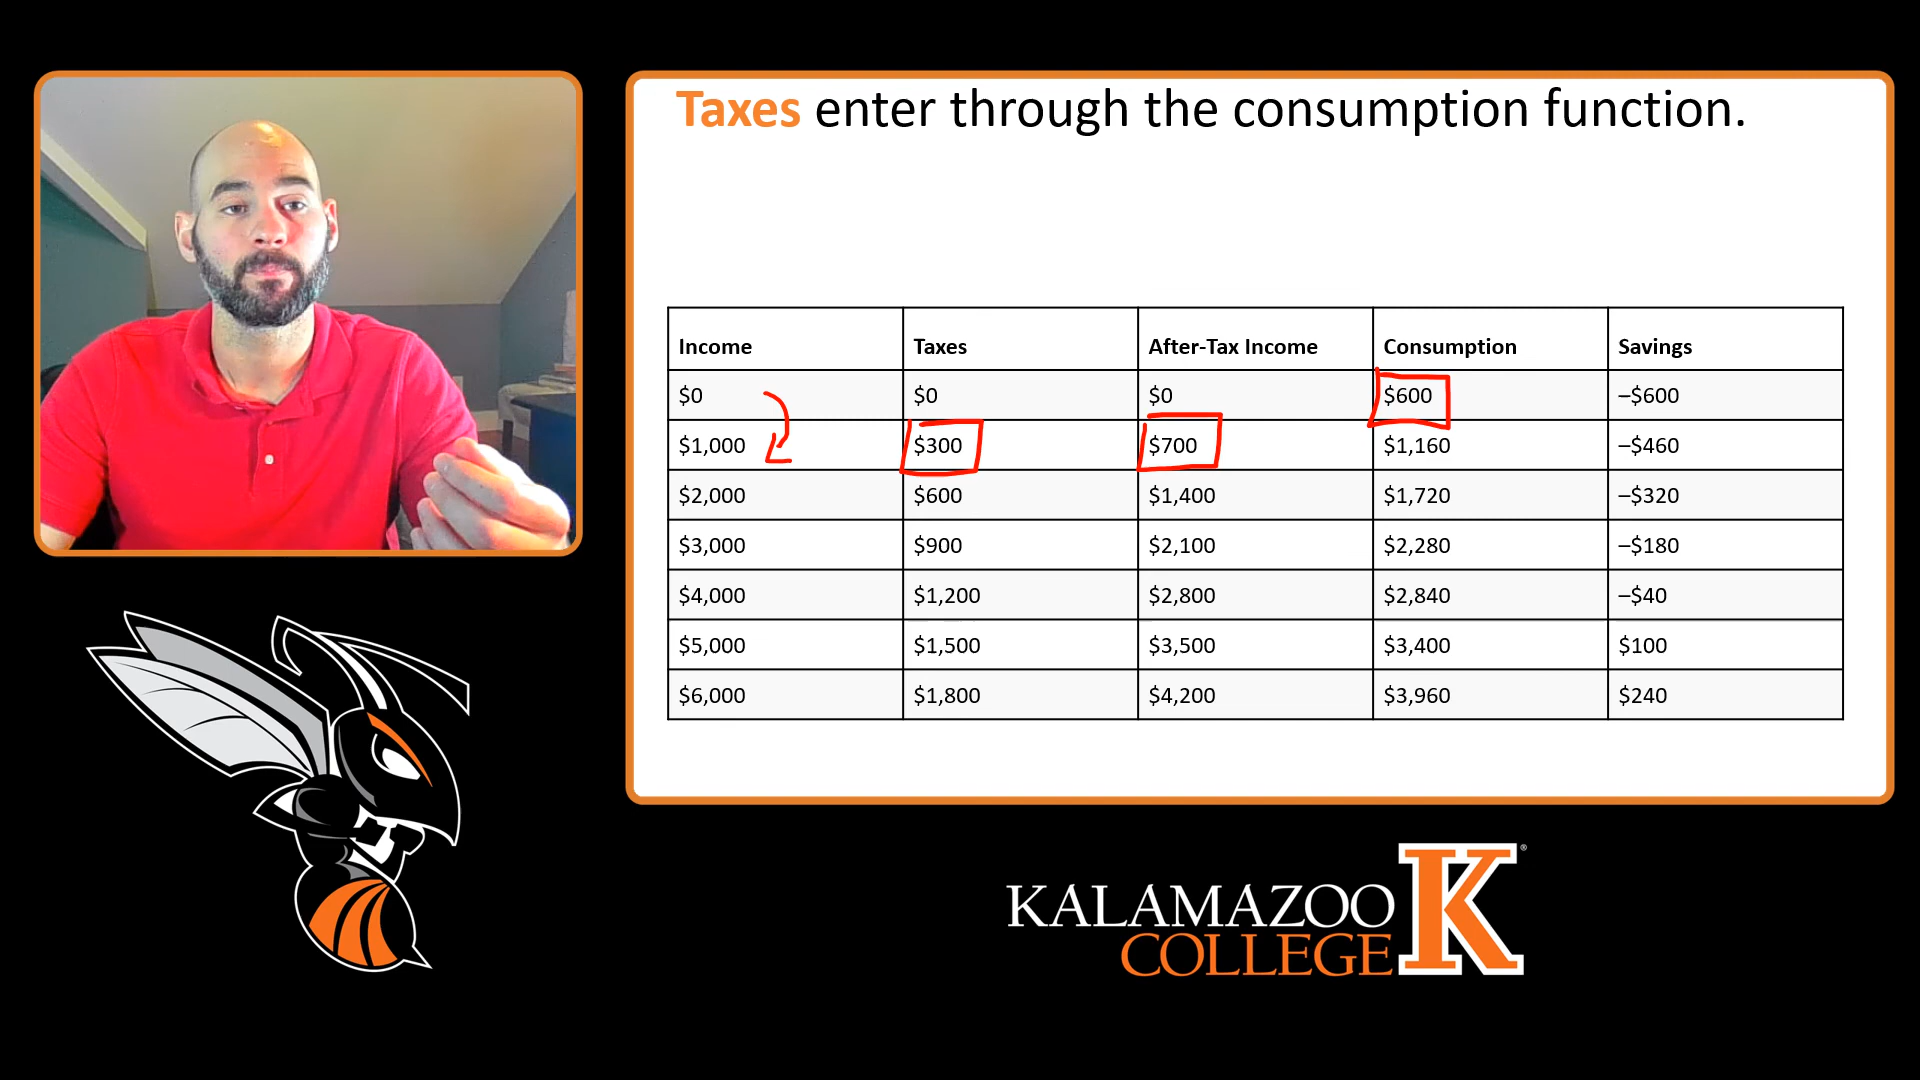 Taxes enter through the consumption function.
Income Taxes After-Tax Income Consumption Savings
$0 $0 $0 $600 –$600
$1,000 $300 $700 $1,160 –$460
$2,000 $600 $1,400 $1,720 –$320
$3,000 $900 $2,100 $2,280 –$180
$4,000 $1,200 $2,800 $2,840 –$40
$5,000 $1,500 $3,500 $3,400 $100
$6,000 $1,800 $4,200 $3,960 $240
KALAMAZOO
COLLEGE
K®